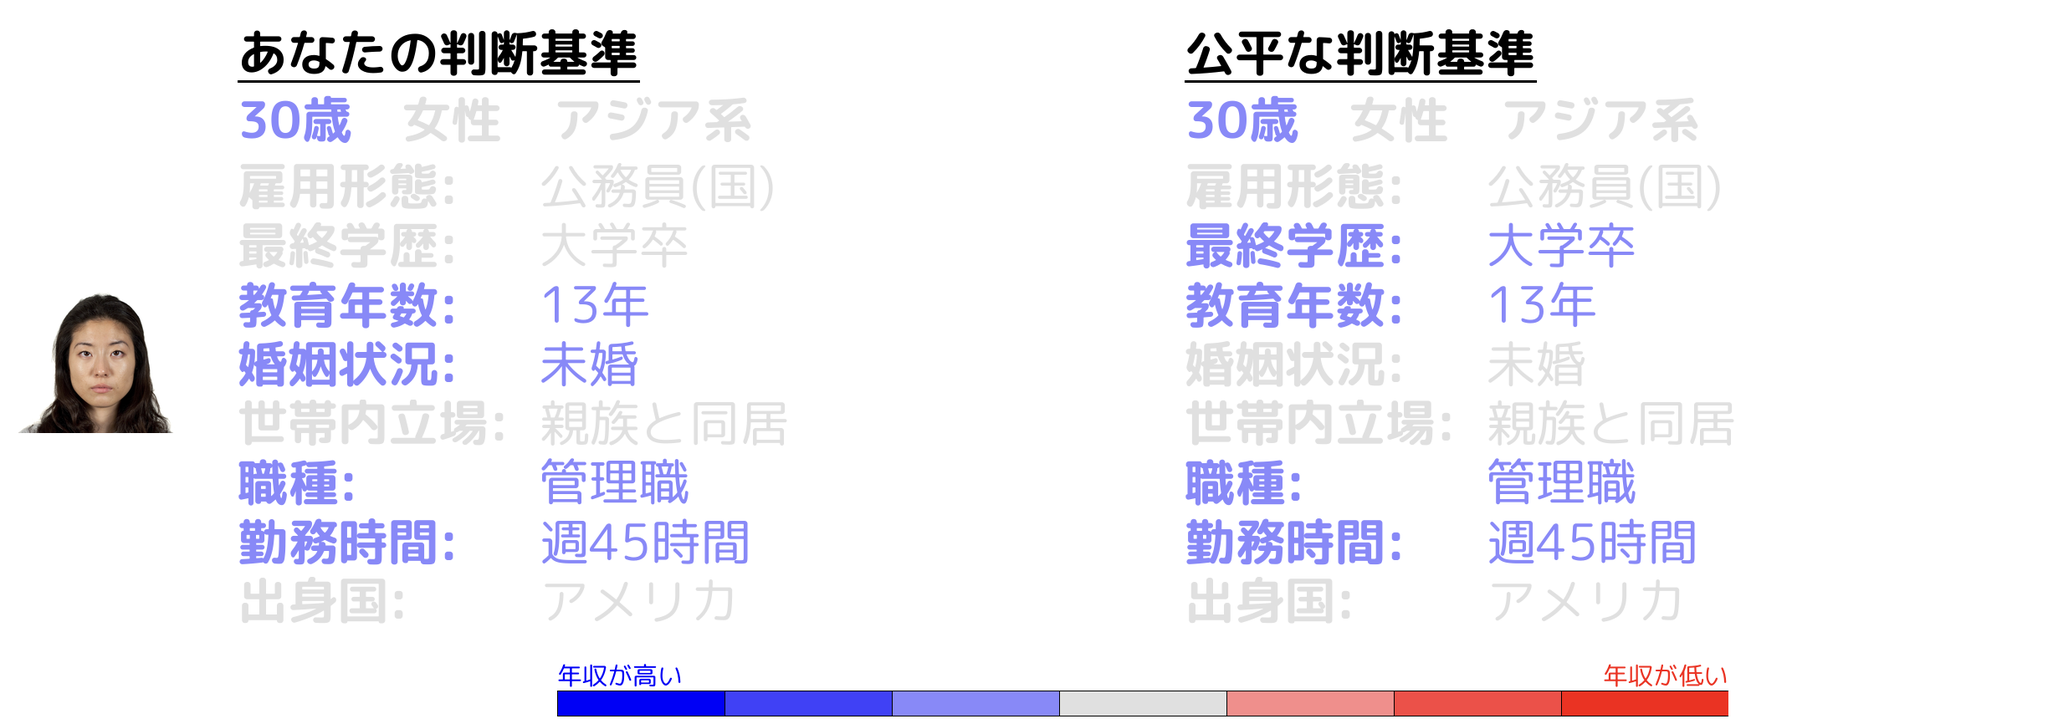 あなたの判断基準
30歳 女性 アジア系
雇用形態: 公務員(国)
最終学歴: 大学卒
教育年数: 13年
婚姻状況: 未婚
世帯内立場: 親族と同居
職種: 管理職
勤務時間: 週45時間
出身国: アメリカ
公平な判断基準
30歳 女性 アジア系
雇用形態: 公務員(国)
最終学歴: 大学卒
教育年数: 13年
婚姻状況: 未婚
世帯内立場: 親族と同居
職種: 管理職
勤務時間: 週45時間
出身国: アメリカ
年収が高い
年収が低い